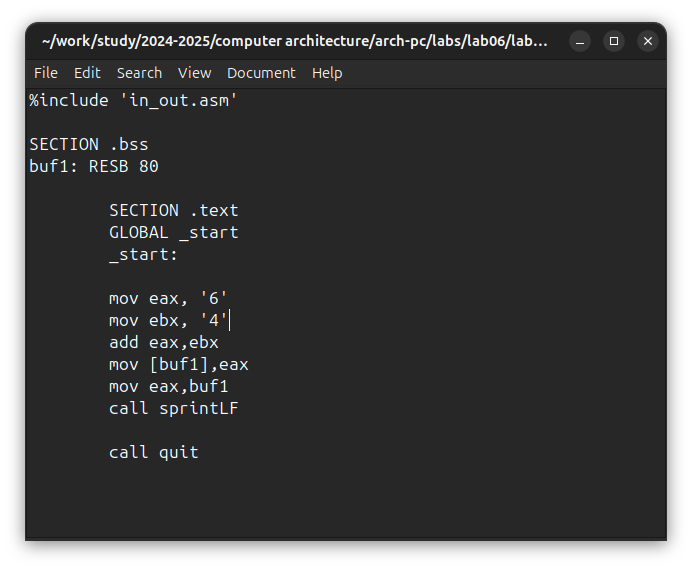 ~/work/study/2024-2025/computer architecture/arch-pc/labs/lab06/lab...
File Edit Search View Document Help
%include 'in_out.asm'
SECTION .bss
buf1: RESB 80
SECTION .text
GLOBAL _start
_start:
mov eax, '6'
mov ebx, '4'
add eax,ebx
mov [buf1],eax
mov eax,buf1
call sprintLF
call quit